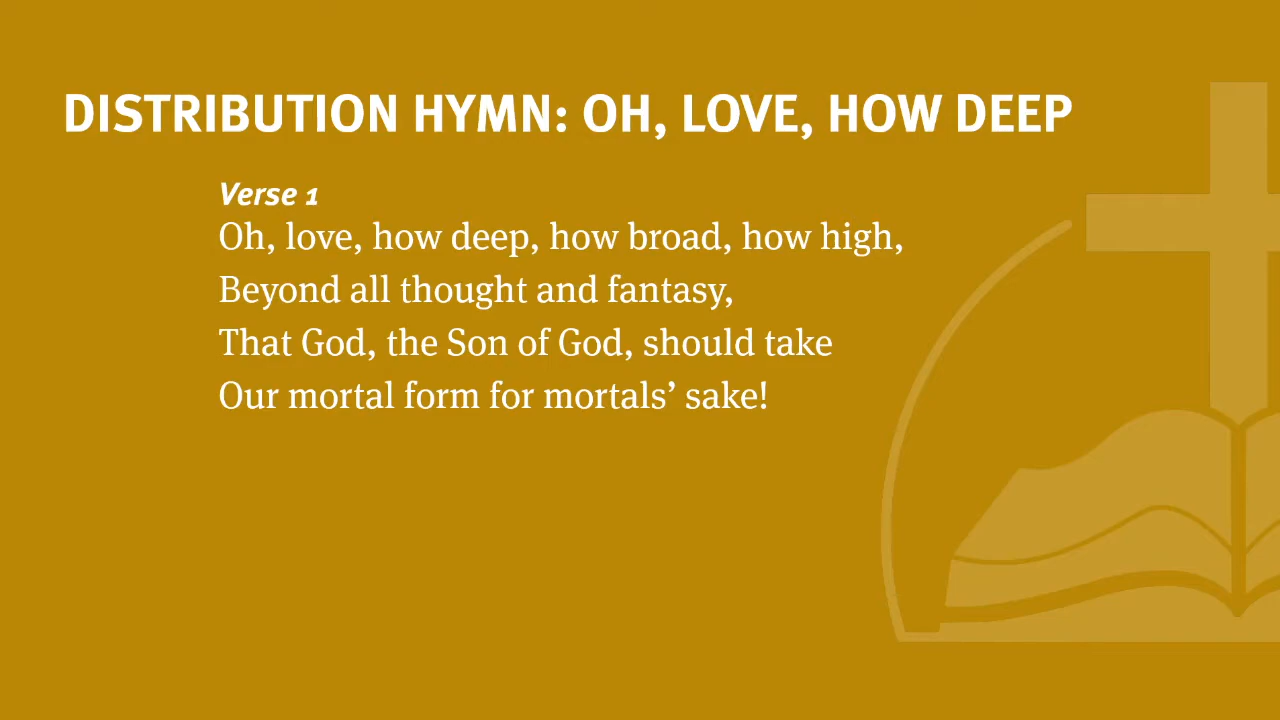 DISTRIBUTION HYMN: OH, LOVE, HOW DEEP
Verse 1
Oh, love, how deep, how broad, how high,
Beyond all thought and fantasy,
That God, the Son of God, should take
Our mortal form for mortals’ sake!